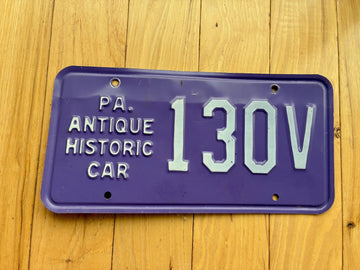 PA.
ANTIQUE
HISTORIC
CAR
130V